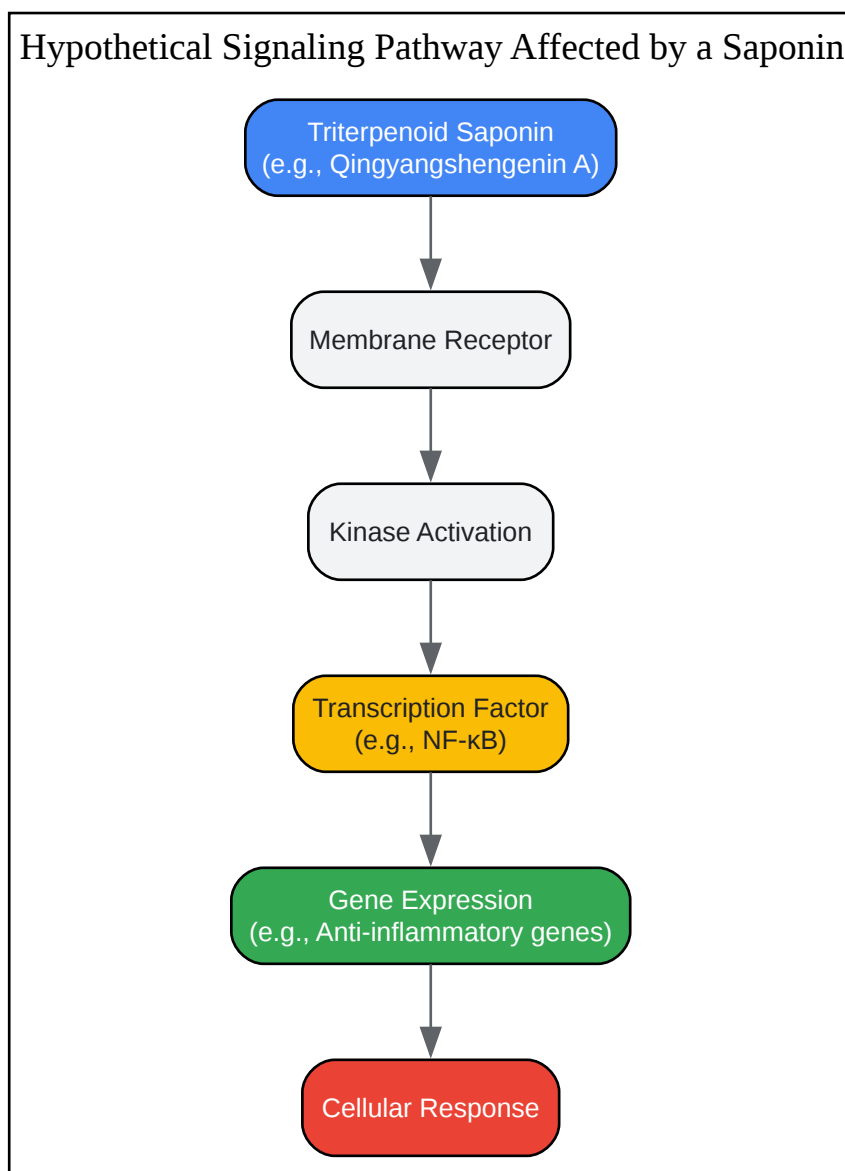 Hypothetical Signaling Pathway Affected by a Saponin
Triterpenoid Saponin
(e.g., Qingyangshengenin A)
Membrane Receptor
Kinase Activation
Transcription Factor
(e.g., NF-κB)
Gene Expression
(e.g., Anti-inflammatory genes)
Cellular Response